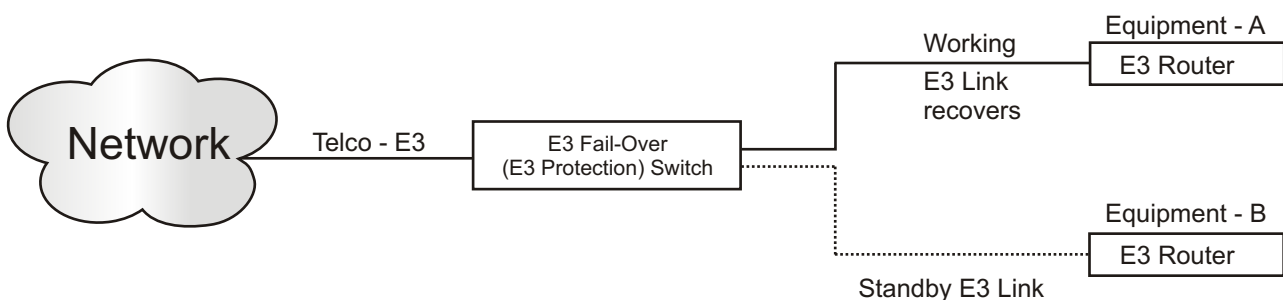 Network
Telco - E3
E3 Fail-Over
(E3 Protection) Switch
Working
E3 Link
recovers
Equipment - A
E3 Router
Equipment - B
E3 Router
Standby E3 Link